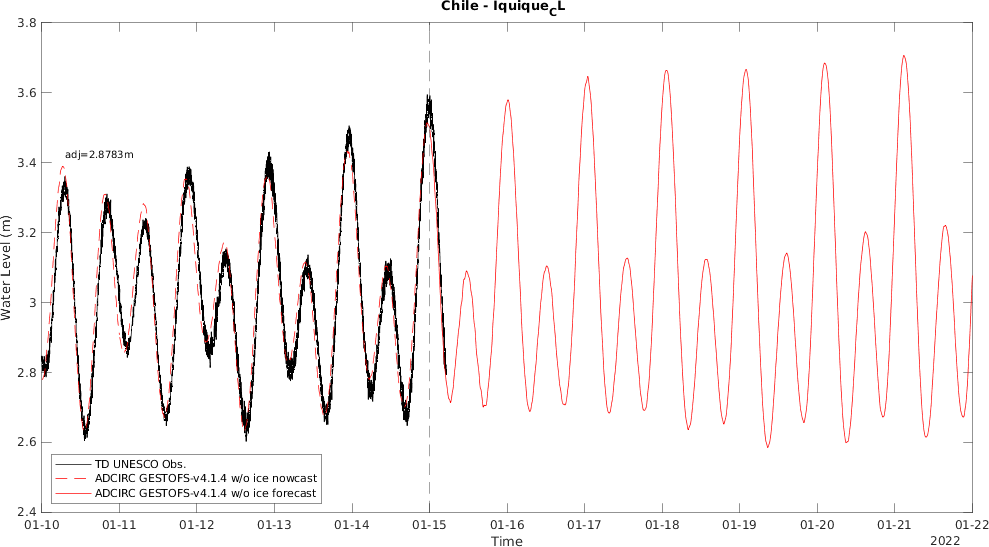 Chile - Iquique_CL
3.8
3.6
3.4
3.2
3
2.8
2.6
2.4
Water Level (m)
adj=2.8783m
TD UNESCO Obs.
ADCIRC GESTOFS-v4.1.4 w/o ice nowcast
ADCIRC GESTOFS-v4.1.4 w/o ice forecast
01-10 01-11 01-12 01-13 01-14 01-15 01-16 01-17 01-18 01-19 01-20 01-21 01-22
Time
2022